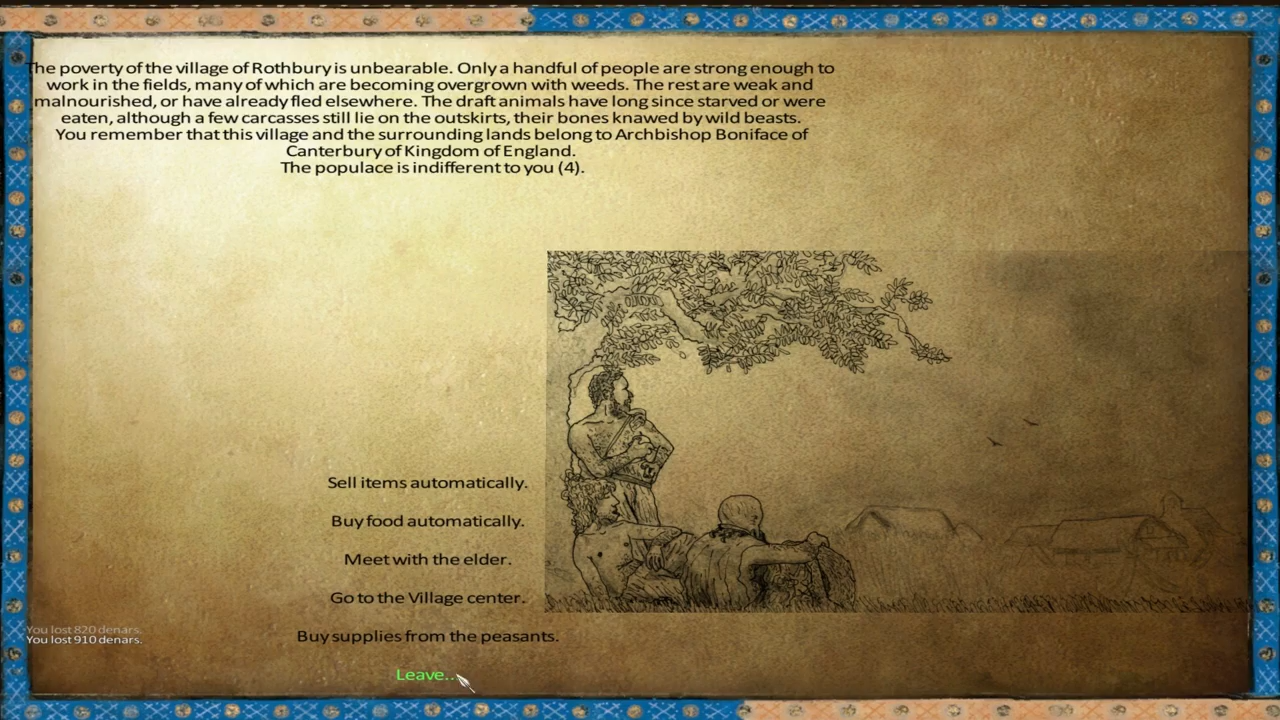 The poverty of the village of Rothbury is unbearable. Only a handful of people are strong enough to
work in the fields, many of which are becoming overgrown with weeds. The rest are weak and
malnourished, or have already fled elsewhere. The draft animals have long since starved or were
eaten, although a few carcasses still lie on the outskirts, their bones knawed by wild beasts.
You remember that this village and the surrounding lands belong to Archbishop Boniface of
Canterbury of Kingdom of England.
The populace is indifferent to you (4).
Sell items automatically.
Buy food automatically.
Meet with the elder.
Go to the Village center.
Buy supplies from the peasants.
Leave..
You lost 820 denars.
You lost 910 denars.